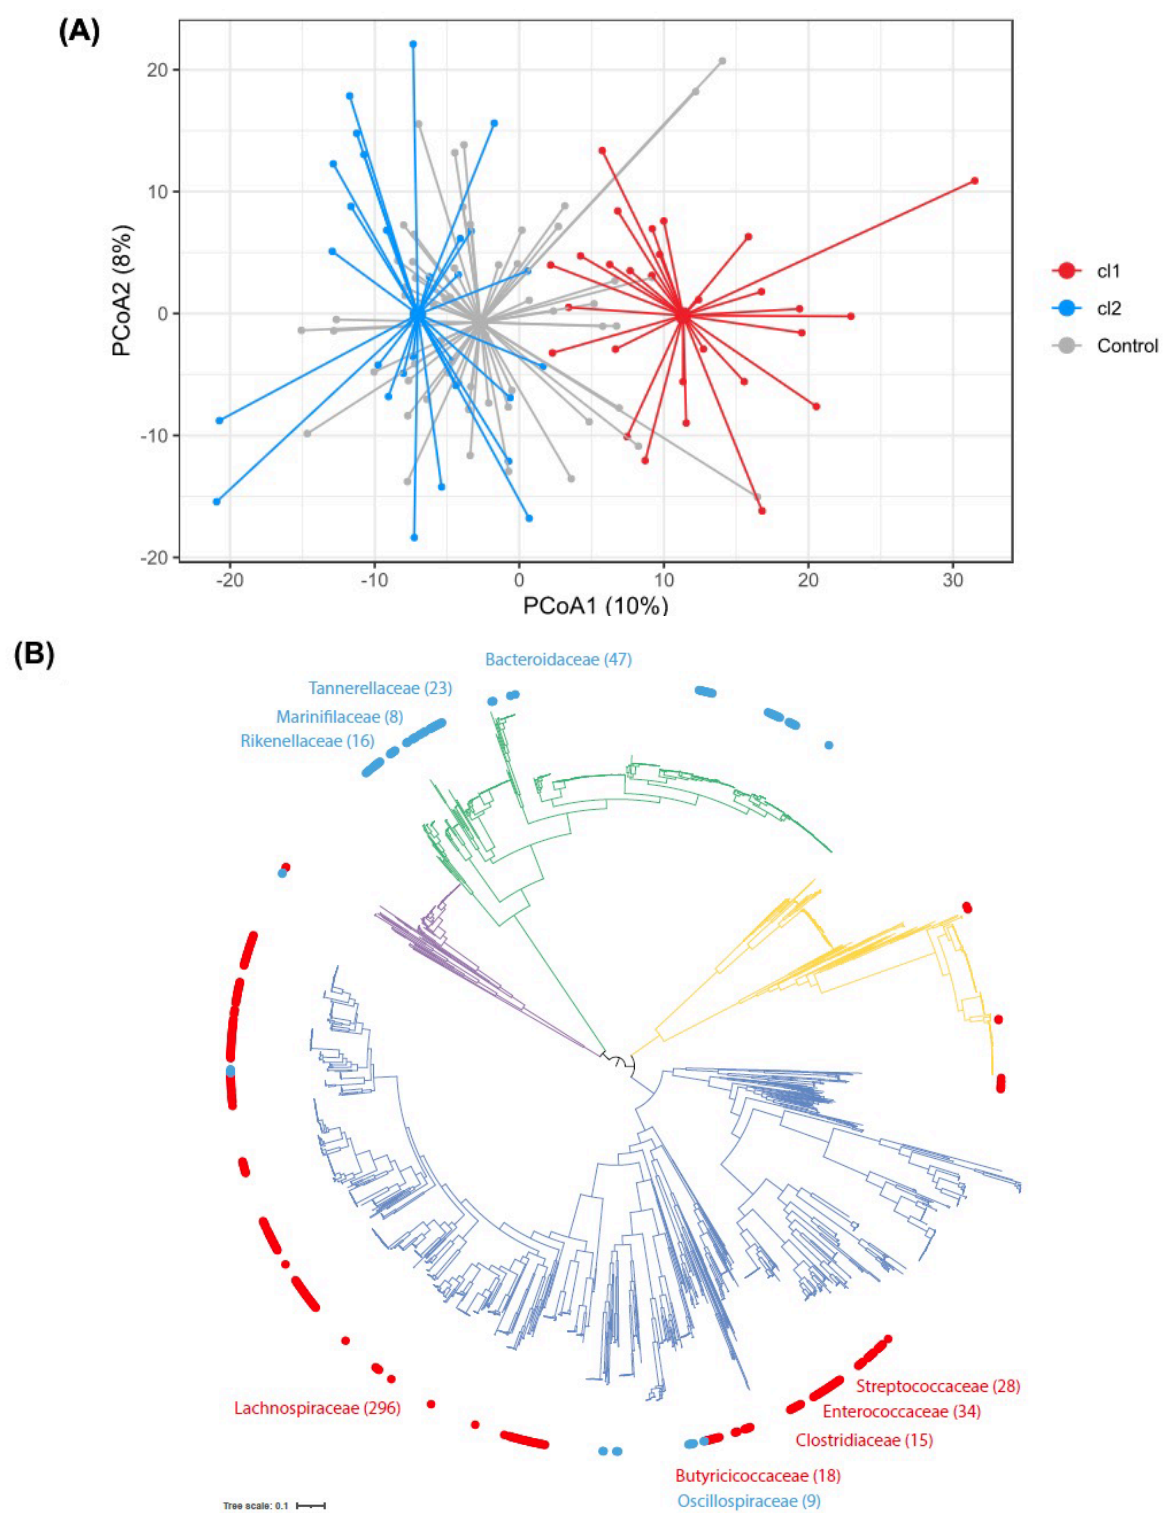 (A)
20
10
0
-10
-20
PCoA2 (8%)
-20
-10
0
10
20
30
PCoA1 (10%)
cl1
cl2
Control
(B)
Bacteroidaceae (47)
Tannerellaceae (23)
Marinifilaceae (8)
Rikenellaceae (16)
Streptococcaceae (28)
Lachnospiraceae (296)
Enterococcaceae (34)
Clostridiaceae (15)
Butyricicoccaceae (18)
Oscillospiraceae (9)
Tree scale: 0.1